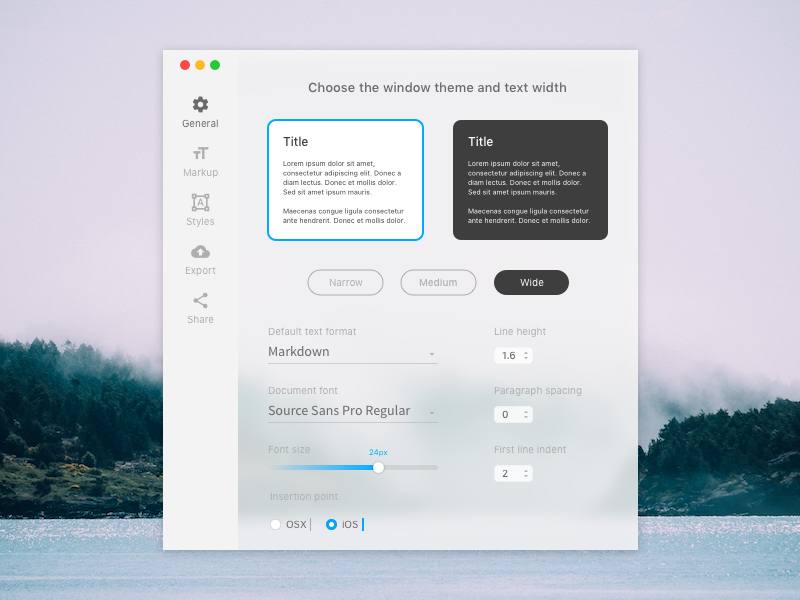 Choose the window theme and text width
General
Markup
A
Styles
Export
Share
Title
Lorem ipsum dolor sit amet,
consectetur adipiscing elit. Donec a
diam lectus. Donec et mollis dolor.
Sed sit amet ipsum mauris.
Maecenas congue ligula consectetur
ante hendrerit. Donec et mollis dolor.
Title
Lorem ipsum dolor sit amet,
consectetur adipiscing elit. Donec a
diam lectus. Donec et mollis dolor.
Sed sit amet ipsum mauris.
Maecenas congue ligula consectetur
ante hendrerit. Donec et mollis dolor.
Narrow
Medium
Wide
Default text format
Markdown
Line height
1.6
Document font
Source Sans Pro Regular
Paragraph spacing
0
Font size
24px
First line indent
2
Insertion point
OSX
iOS